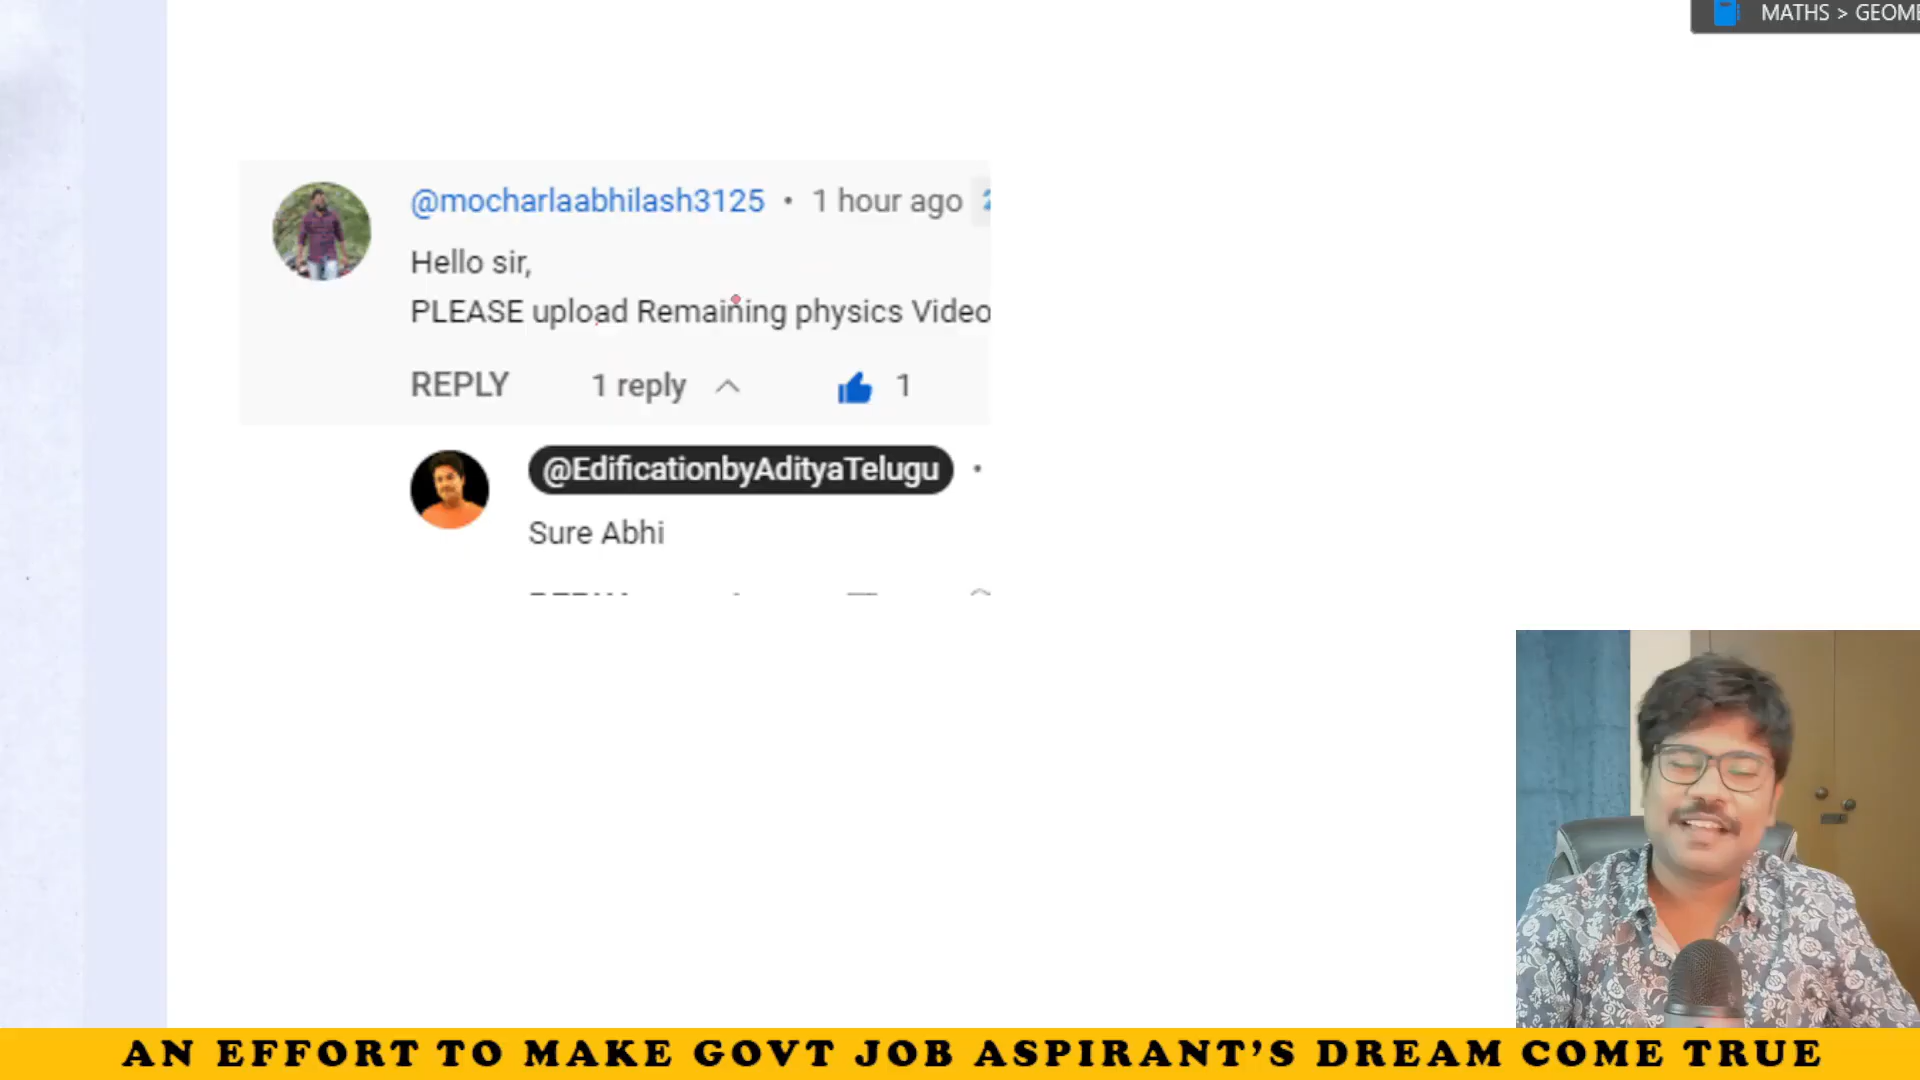 MATHS > GEOME
@mocharlaabhilash3125 • 1 hour ago
Hello sir,
PLEASE upload Remaining physics Video
REPLY 1 reply 1
@EdificationbyAdityaTelugu •
Sure Abhi
AN EFFORT TO MAKE GOVT JOB ASPIRANT'S DREAM COME TRUE